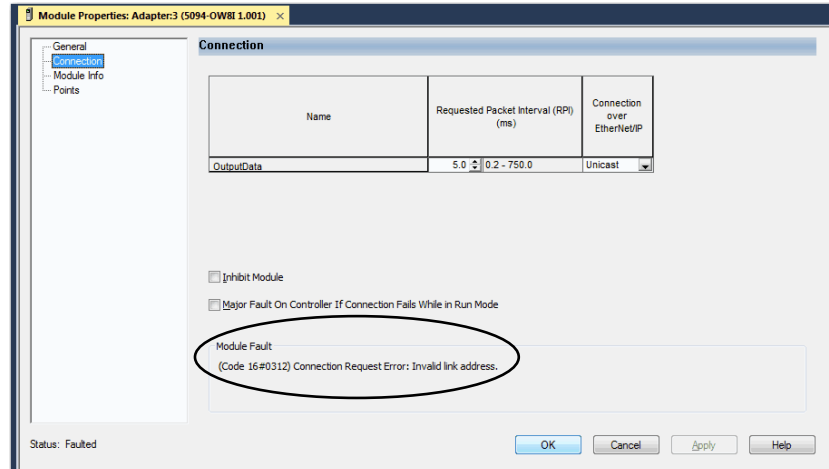 Module Properties: Adapter:3 (5094-OW8I 1.001) ×
General
Connection
Module Info
Points
Connection
Name
Requested Packet Interval (RPI)
(ms)
Connection
over
EtherNet/IP
OutputData
5.0
0.2 - 750.0
Unicast
Inhibit Module
Major Fault On Controller If Connection Fails While in Run Mode
Module Fault
(Code 16#0312) Connection Request Error: Invalid link address.
Status: Faulted
OK
Cancel
Apply
Help